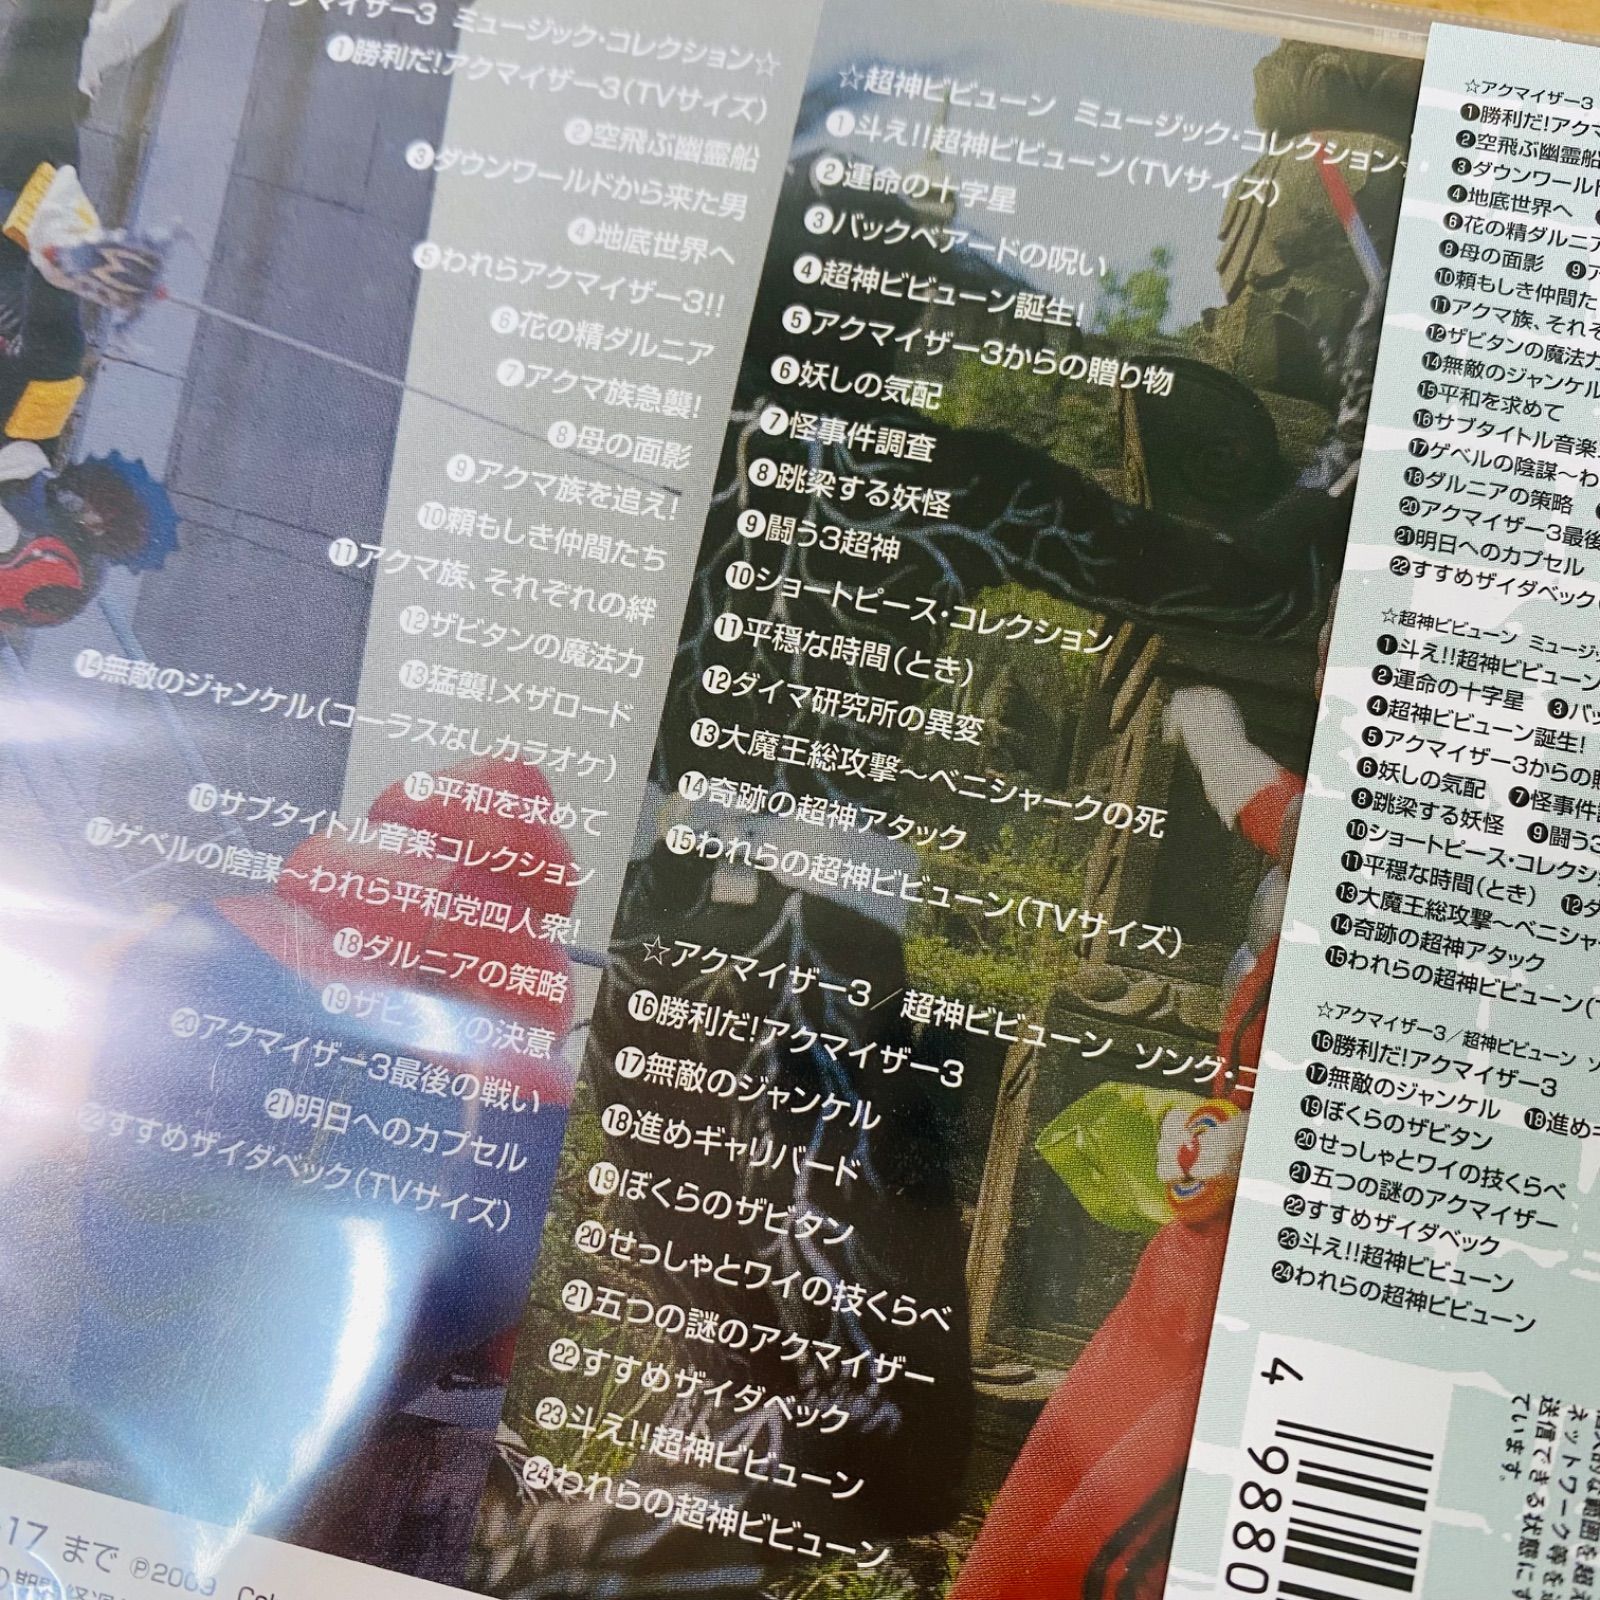 アクマイザー3 ミュージック・コレクション☆
❶勝利だ!アクマイザー3(TVサイズ)
❷空飛ぶ幽霊船
❸ダウンワールドから来た男
❹地底世界へ
❺われらアクマイザー3!!
❻花の精ダルニア
❼アクマ族急襲!
❽母の面影
❾アクマ族を追え!
❿頼もしき仲間たち
⓫アクマ族、それぞれの絆
⓬ザビタンの魔法力
⓭猛襲!メザロード
⓮無敵のジャンケル(コーラスなしカラオケ)
⓯平和を求めて
⓰サブタイトル音楽コレクション
⓱ゲベルの陰謀〜われら平和党四人衆!
⓲ダルニアの策略
⓳ザビタンの決意
⓴アクマイザー3最後の戦い
㉑明日へのカプセル
すすめザイダベック(TVサイズ)
☆超神ビビューン ミュージック・コレクション☆
❶斗え!!超神ビビューン(TVサイズ)
❷運命の十字星
❸バックベアードの呪い
❹超神ビビューン誕生!
❺アクマイザー3からの贈り物
❻妖しの気配
❼怪事件調査
❽跳梁する妖怪
❾闘う3超神
❿ショートピース・コレクション
⓫平穏な時間(とき)
⓬ダイマ研究所の異変
⓭大魔王総攻撃〜ベニシャークの死
⓮奇跡の超神アタック
⓯われらの超神ビビューン(TVサイズ)
☆アクマイザー3/超神ビビューン ソング・コ
⓰勝利だ!アクマイザー3
⓱無敵のジャンケル
⓲進めギャリバード
⓳ぼくらのザビタン
⓴せっしゃとワイの技くらべ
㉑五つの謎のアクマイザー
㉒すすめザイダベック
㉓斗え!!超神ビビューン
㉔われらの超神ビビューン
17 まで Ⓟ2009
☆アクマイザー3
❶勝利だ!アクマ
❷空飛ぶ幽霊船
❸ダウンワールド
❹地底世界へ
❻花の精ダルニア
❽母の面影 ❾ア
❿頼もしき仲間た
⓫アクマ族、それぞ
⓬ザビタンの魔法力
⓮無敵のジャンケル
⓯平和を求めて
⓰サブタイトル音楽
⓱ゲベルの陰謀〜わ
⓲ダルニアの策略
⓴アクマイザー3最後
㉑明日へのカプセル
㉒すすめザイダベック
☆超神ビビューン ミュージ
❶斗え!!超神ビビューン
❷運命の十字星 ❸バッ
❹超神ビビューン誕生!
❺アクマイザー3からの贈
❻妖しの気配 ❼怪事件
❽跳梁する妖怪 ❾闘う3
❿ショートピース・コレクシ
⓫平穏な時間(とき) ⓬ダ
⓭大魔王総攻撃〜ベニシャ
⓮奇跡の超神アタック
⓯われらの超神ビビューン(T
☆アクマイザー3/超神ビビューン ソ
⓰勝利だ!アクマイザー3
⓱無敵のジャンケル ⓲進めギ
⓳ぼくらのザビタン
⓴せっしゃとワイの技くらべ
㉑五つの謎のアクマイザー
㉒すすめザイダベック
㉓斗え!!超神ビビューン
㉔われらの超神ビビューン
4 9880
ネットワーク等を
送信できる状態にす
ています。